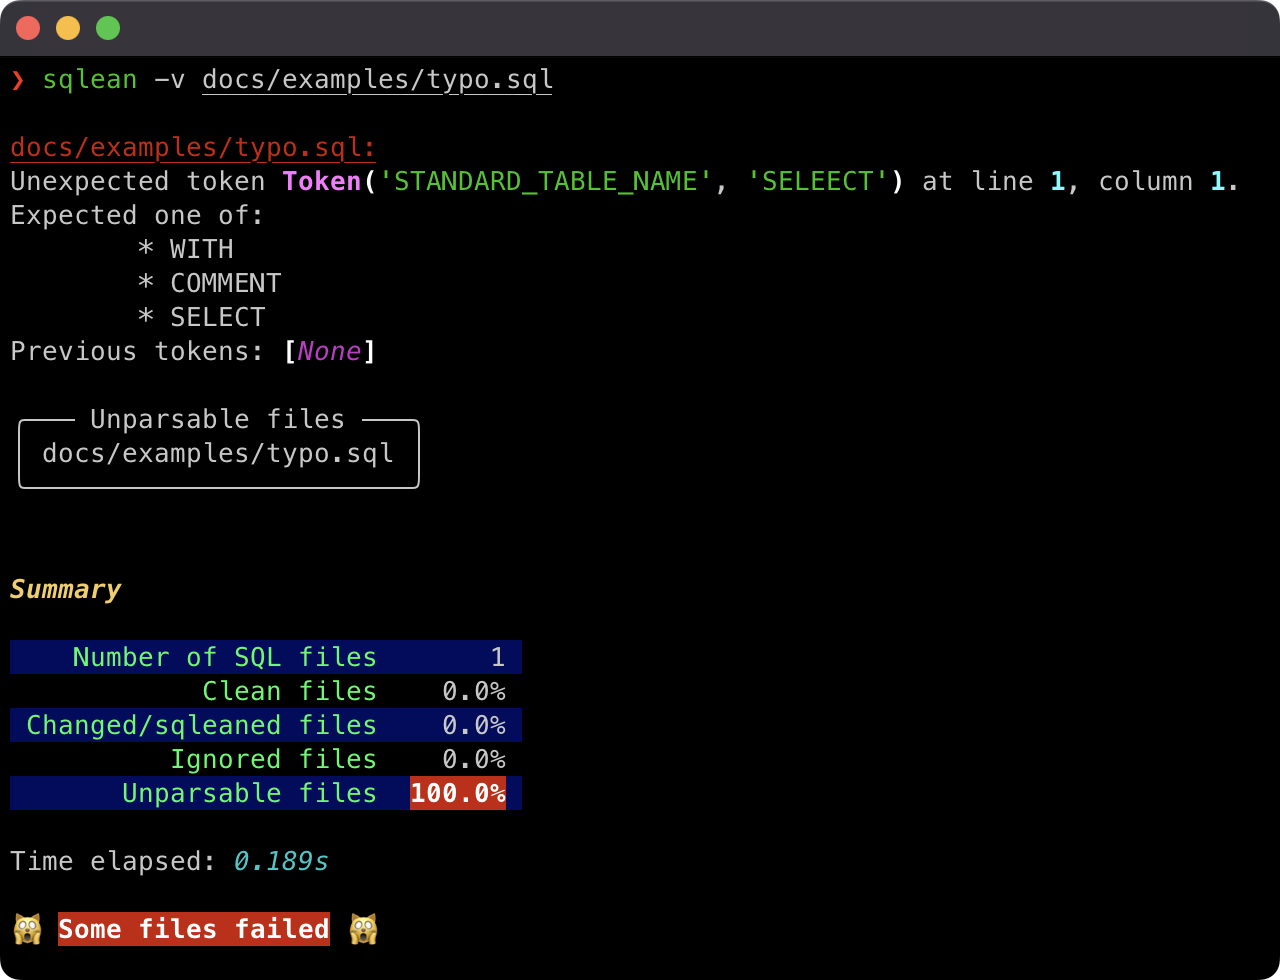 ❯ sqlean -v docs/examples/typo.sql
docs/examples/typo.sql:
Unexpected token Token('STANDARD_TABLE_NAME', 'SELEECT') at line 1, column 1.
Expected one of:
* WITH
* COMMENT
* SELECT
Previous tokens: [None]
Unparsable files
docs/examples/typo.sql
Summary
Number of SQL files 1
Clean files 0.0%
Changed/sqleaned files 0.0%
Ignored files 0.0%
Unparsable files 100.0%
Time elapsed: 0.189s
🙀 Some files failed 🙀